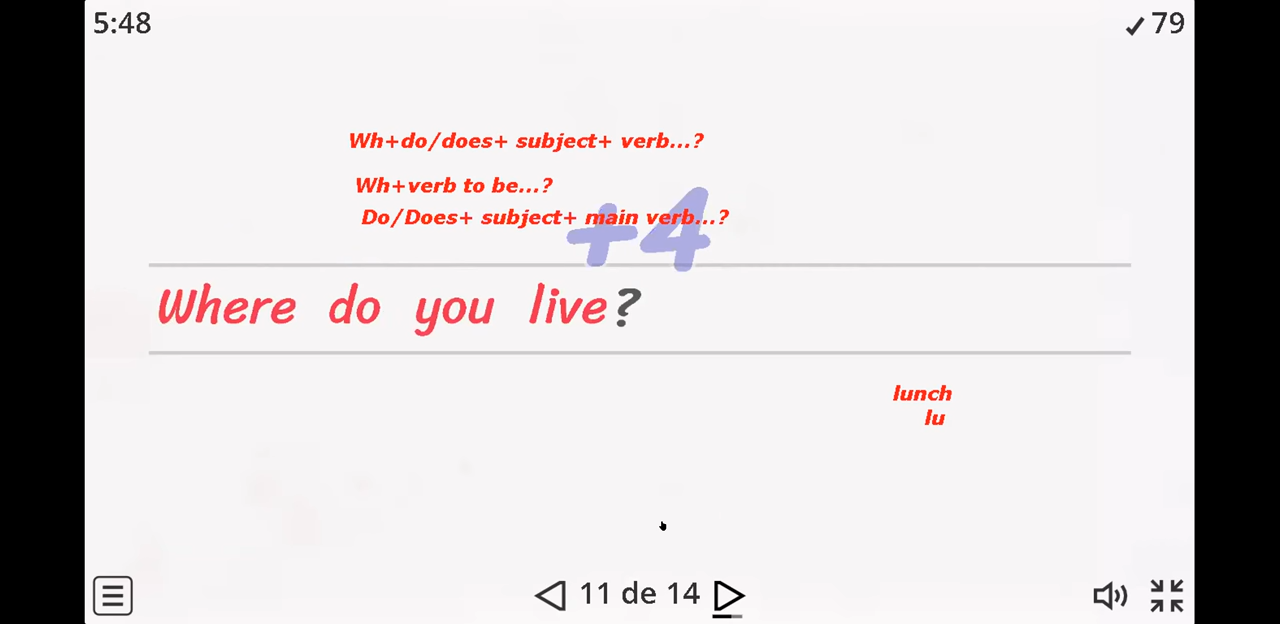 5:48
✓79
Wh+do/does+ subject+ verb...?
Wh+verb to be...?
Do/Does+ subject+ main verb...?
+4
Where do you live?
lunch
lu
11 de 14